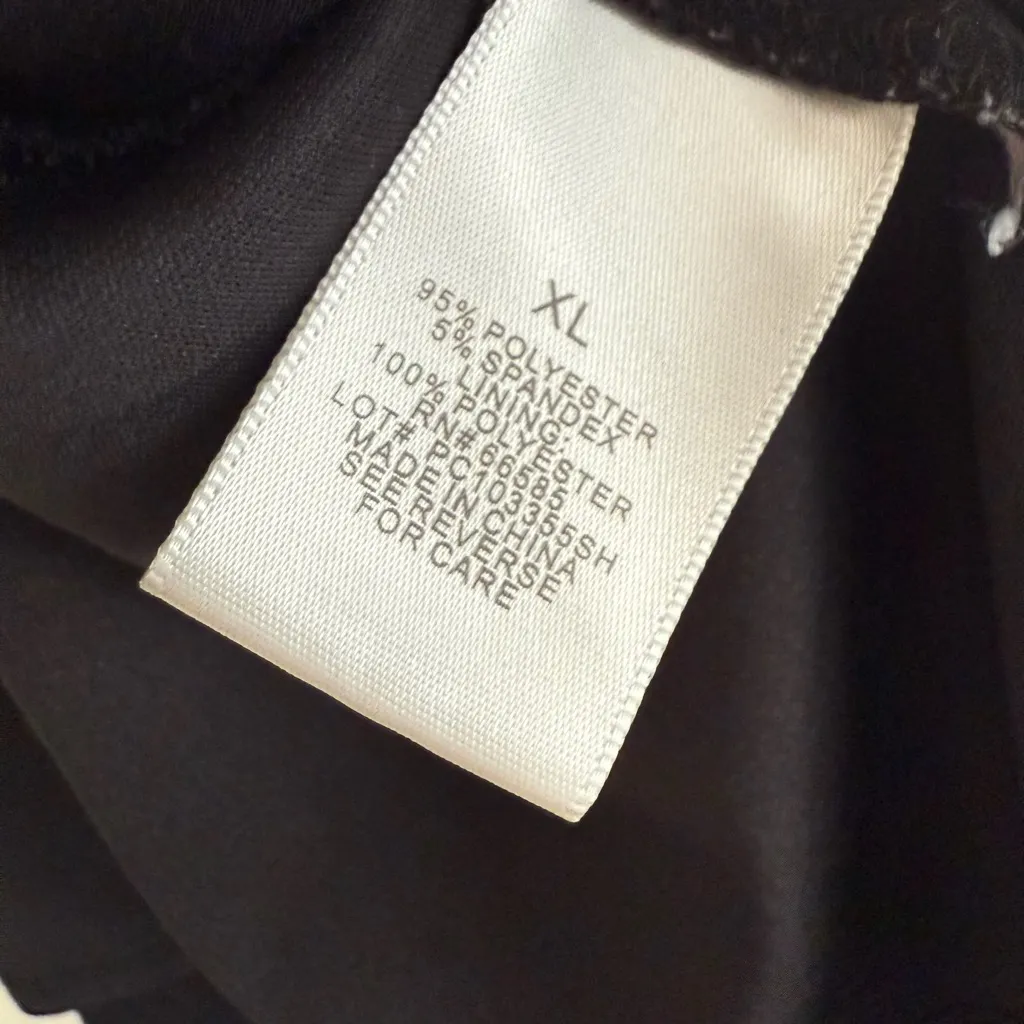 XL
95% POLYESTER
5% SPANDEX
LINING:
100% POLYESTER
RN# 66585
LOT# PC103355SH
MADE IN CHINA
SEE REVERSE
FOR CARE